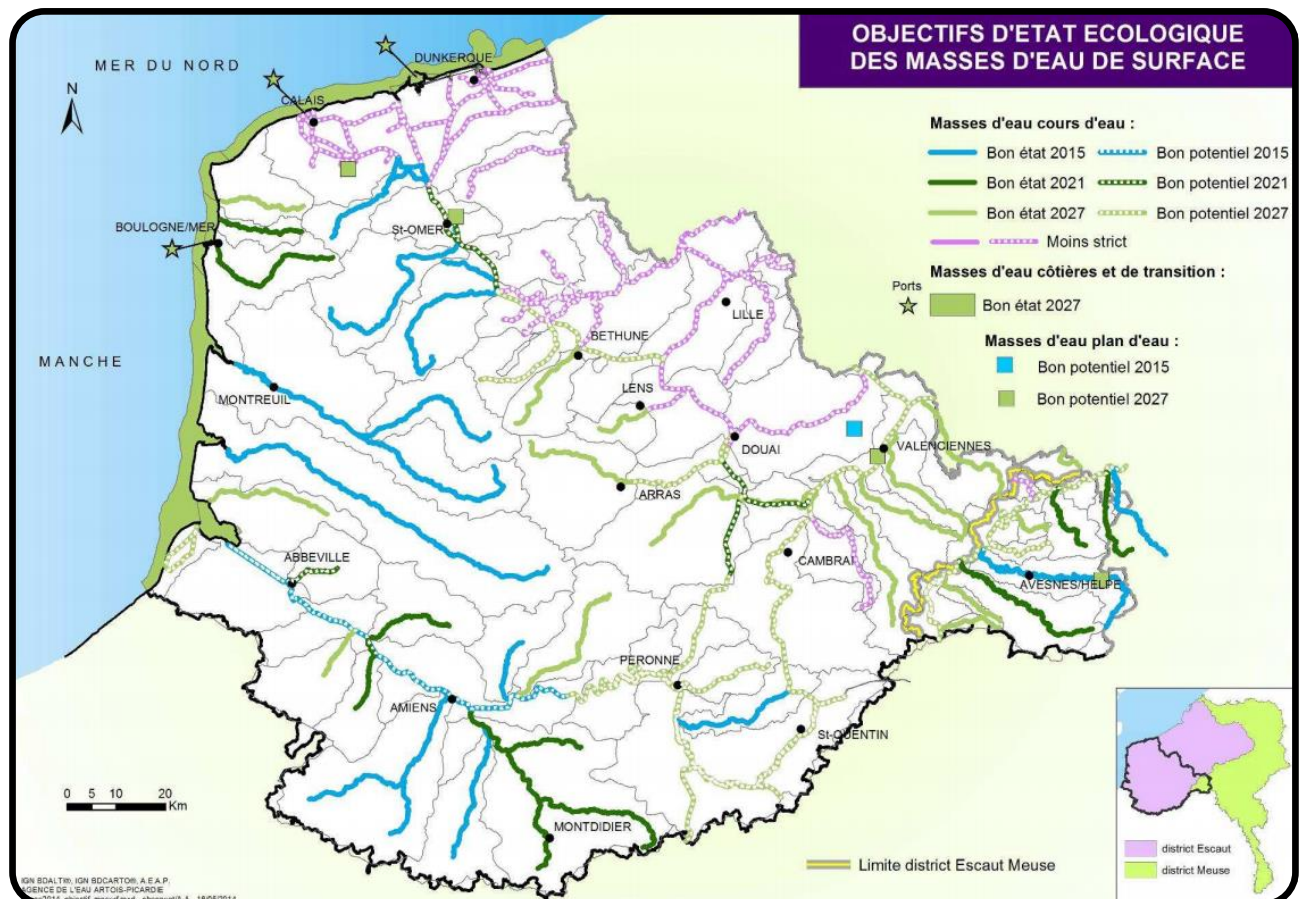 OBJECTIFS D'ETAT ECOLOGIQUE
DES MASSES D'EAU DE SURFACE
MER DU NORD
N
DUNKERQUE
CALAIS
BOULOGNE/MER
St-OMER
MANCHE
MONTREUIL
BETHUNE
LILLE
LENS
DOUAI
VALENCIENNES
ARRAS
CAMBRAI
AVESNES/HELPE
ABBEVILLE
PERONNE
AMIENS
St-QUENTIN
MONTDIDIER
Masses d'eau cours d'eau :
Bon état 2015
Bon potentiel 2015
Bon état 2021
Bon potentiel 2021
Bon état 2027
Bon potentiel 2027
Moins strict
Masses d'eau côtières et de transition :
Ports
Bon état 2027
Masses d'eau plan d'eau :
Bon potentiel 2015
Bon potentiel 2027
0 5 10 20
Km
Limite district Escaut Meuse
district Escaut
district Meuse
IGN BDALTI®, IGN BDCARTO®, A.E.A.P.
AGENCE DE L'EAU ARTOIS-PICARDIE